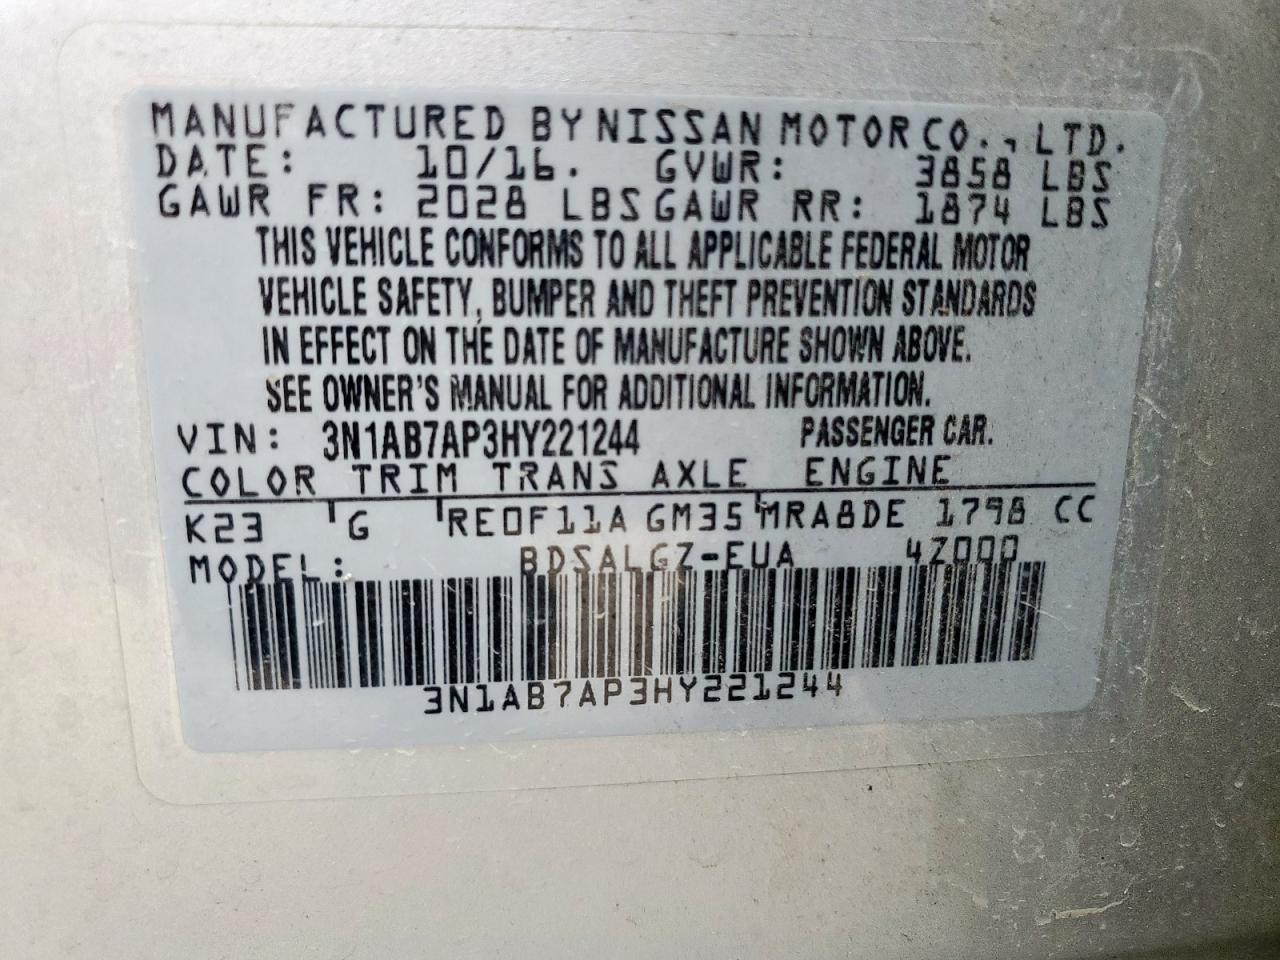 MANUFACTURED BY NISSAN MOTOR CO., LTD.
DATE: 10/16. GVWR: 3858 LBS
GAWR FR: 2028 LBS GAWR RR: 1874 LBS
THIS VEHICLE CONFORMS TO ALL APPLICABLE FEDERAL MOTOR
VEHICLE SAFETY, BUMPER AND THEFT PREVENTION STANDARDS
IN EFFECT ON THE DATE OF MANUFACTURE SHOWN ABOVE.
SEE OWNER'S MANUAL FOR ADDITIONAL INFORMATION.
VIN: 3N1AB7AP3HY221244 PASSENGER CAR.
COLOR TRIM TRANS AXLE ENGINE
K23 G RE0F11A GM35 MRA8DE 1798 CC
MODEL: BDSALGZ-EUA 4Z000
3N1AB7AP3HY221244